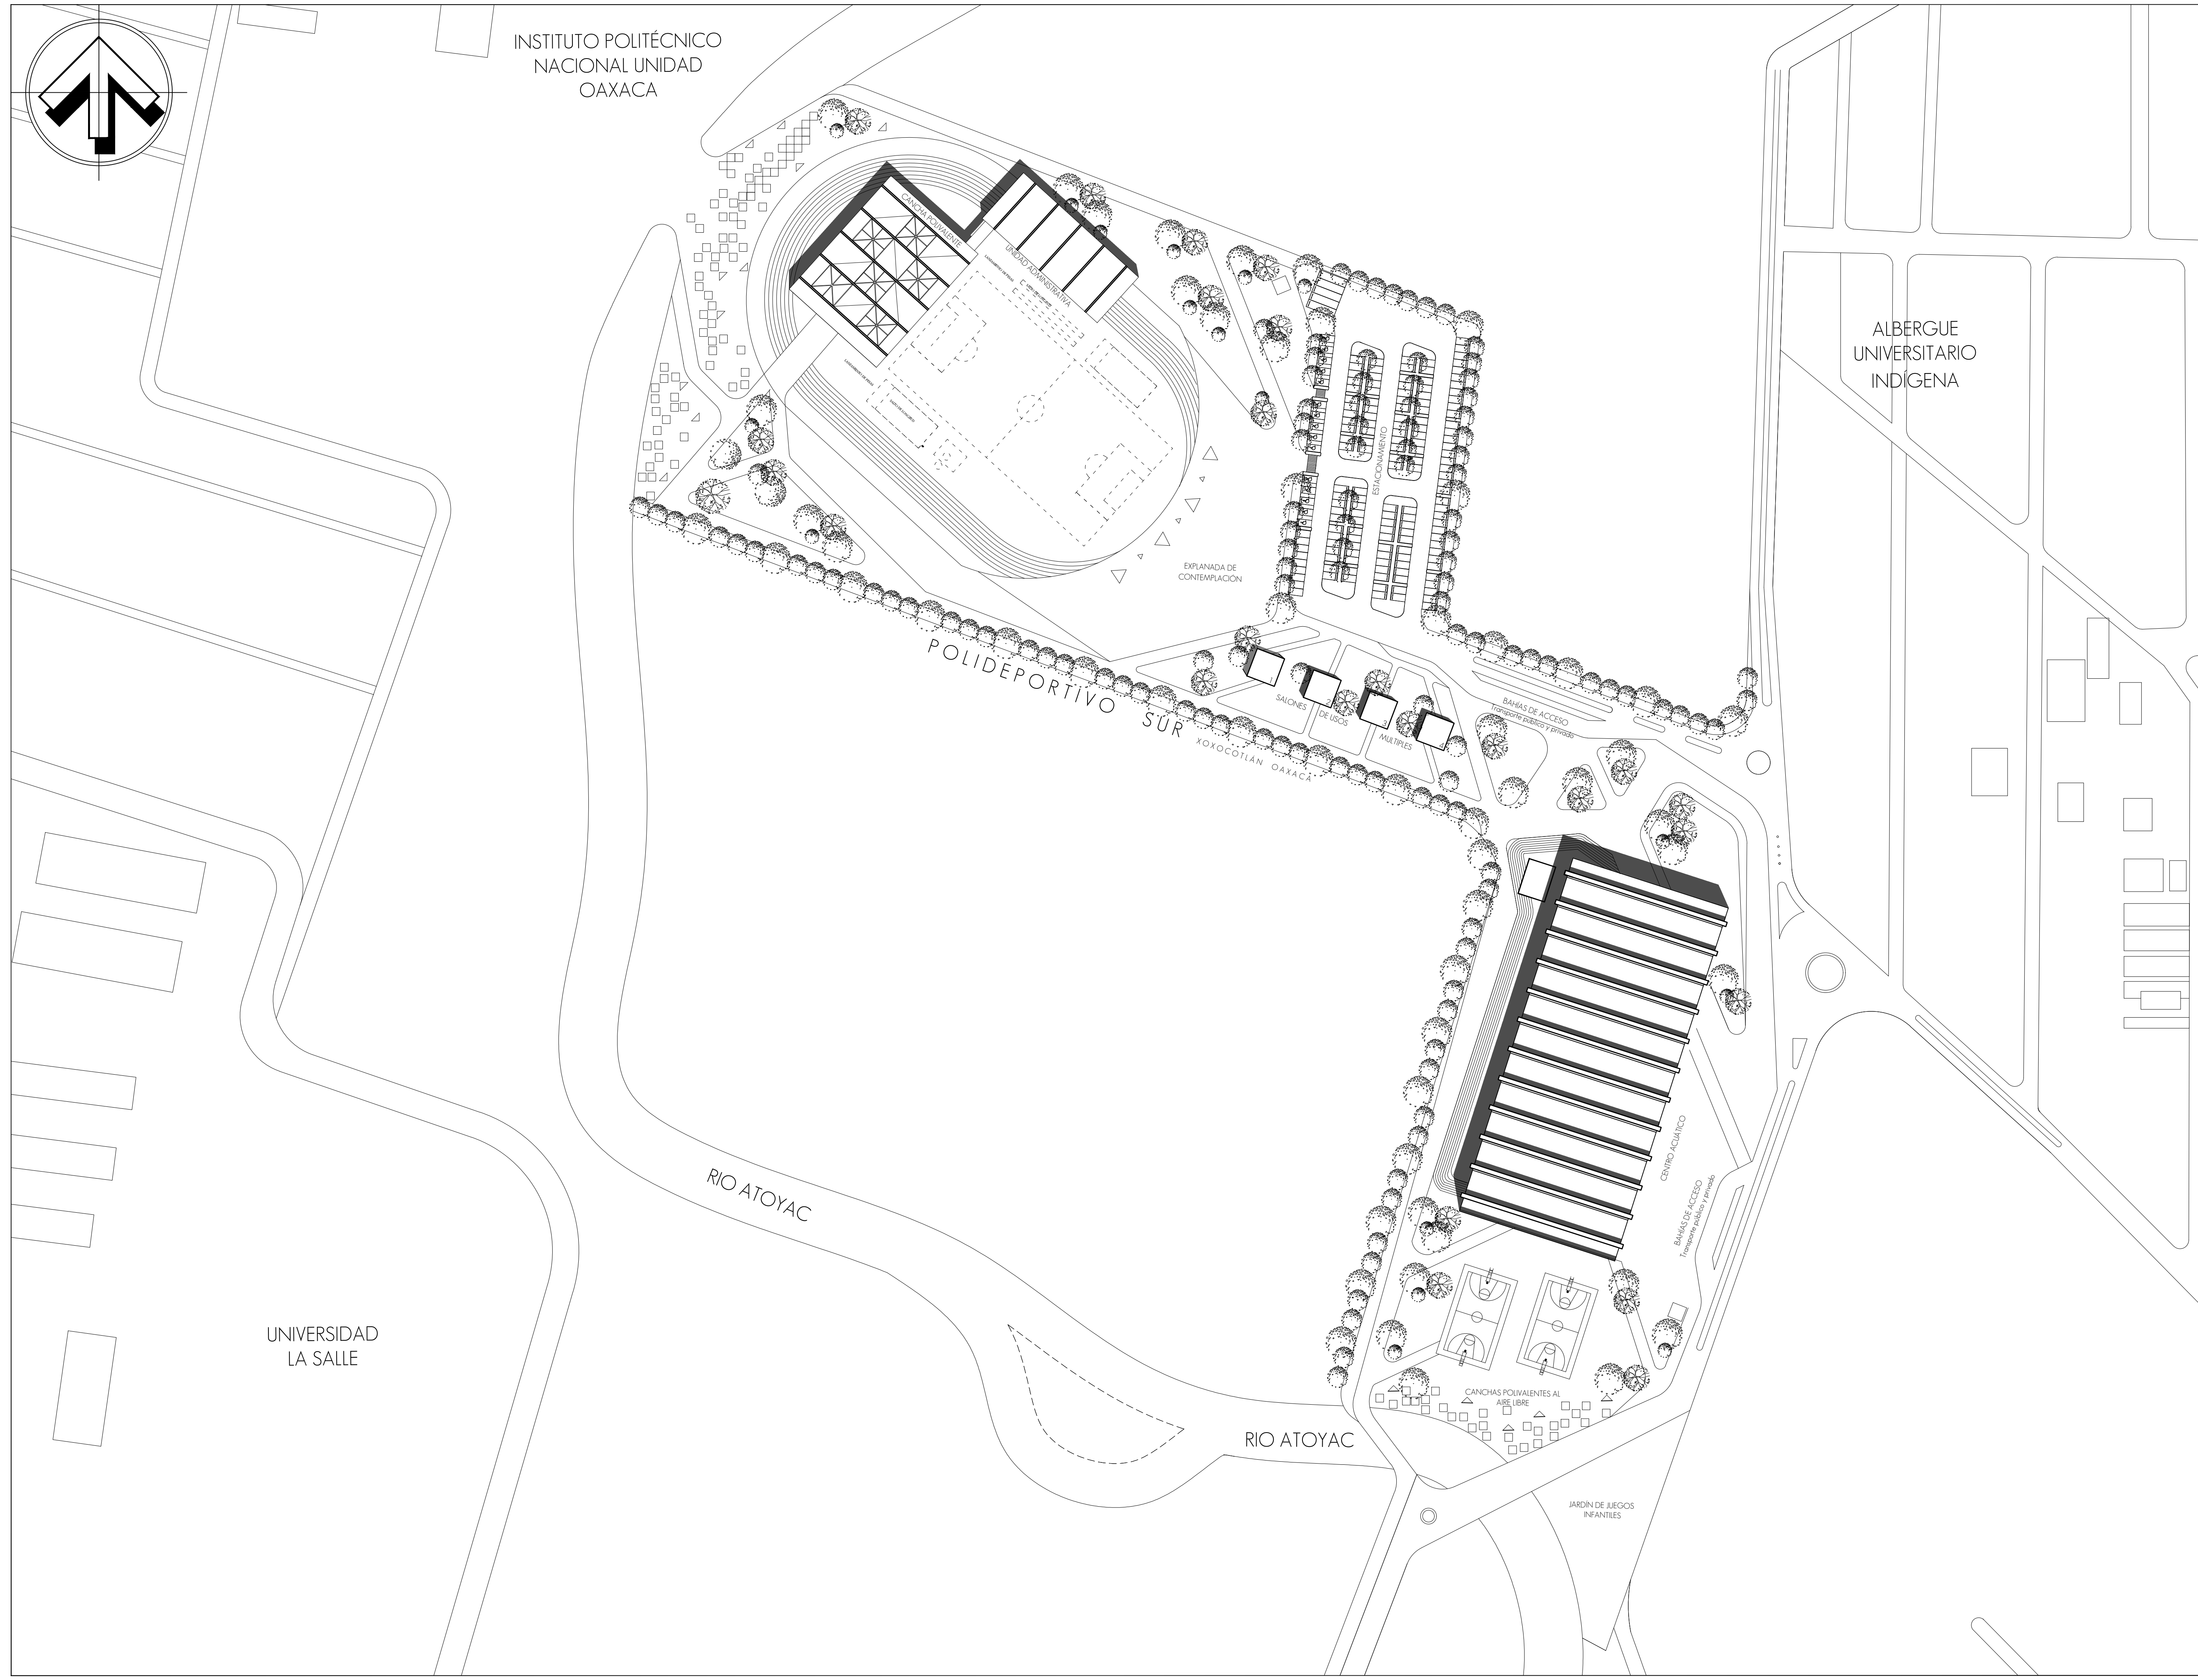 INSTITUTO POLITÉCNICO
NACIONAL UNIDAD
OAXACA
CANCHA POLIVALENTE
UNIDAD ADMINISTRATIVA
ALBERGUE
UNIVERSITARIO
INDÍGENA
ESTACIONAMIENTO
EXPLANADA DE
CONTEMPLACIÓN
POLIDEPORTIVO SUR
XOXOCOTLÁN OAXACA
1
SALONES
DE USOS
3
MULTIPLES
BAHÍAS DE ACCESO
Transporte público y privado
CENTRO ACUÁTICO
BAHÍAS DE ACCESO
Transporte público y privado
RIO ATOYAC
UNIVERSIDAD
LA SALLE
CANCHAS POLIVALENTES AL
AIRE LIBRE
RIO ATOYAC
JARDÍN DE JUEGOS
INFANTILES